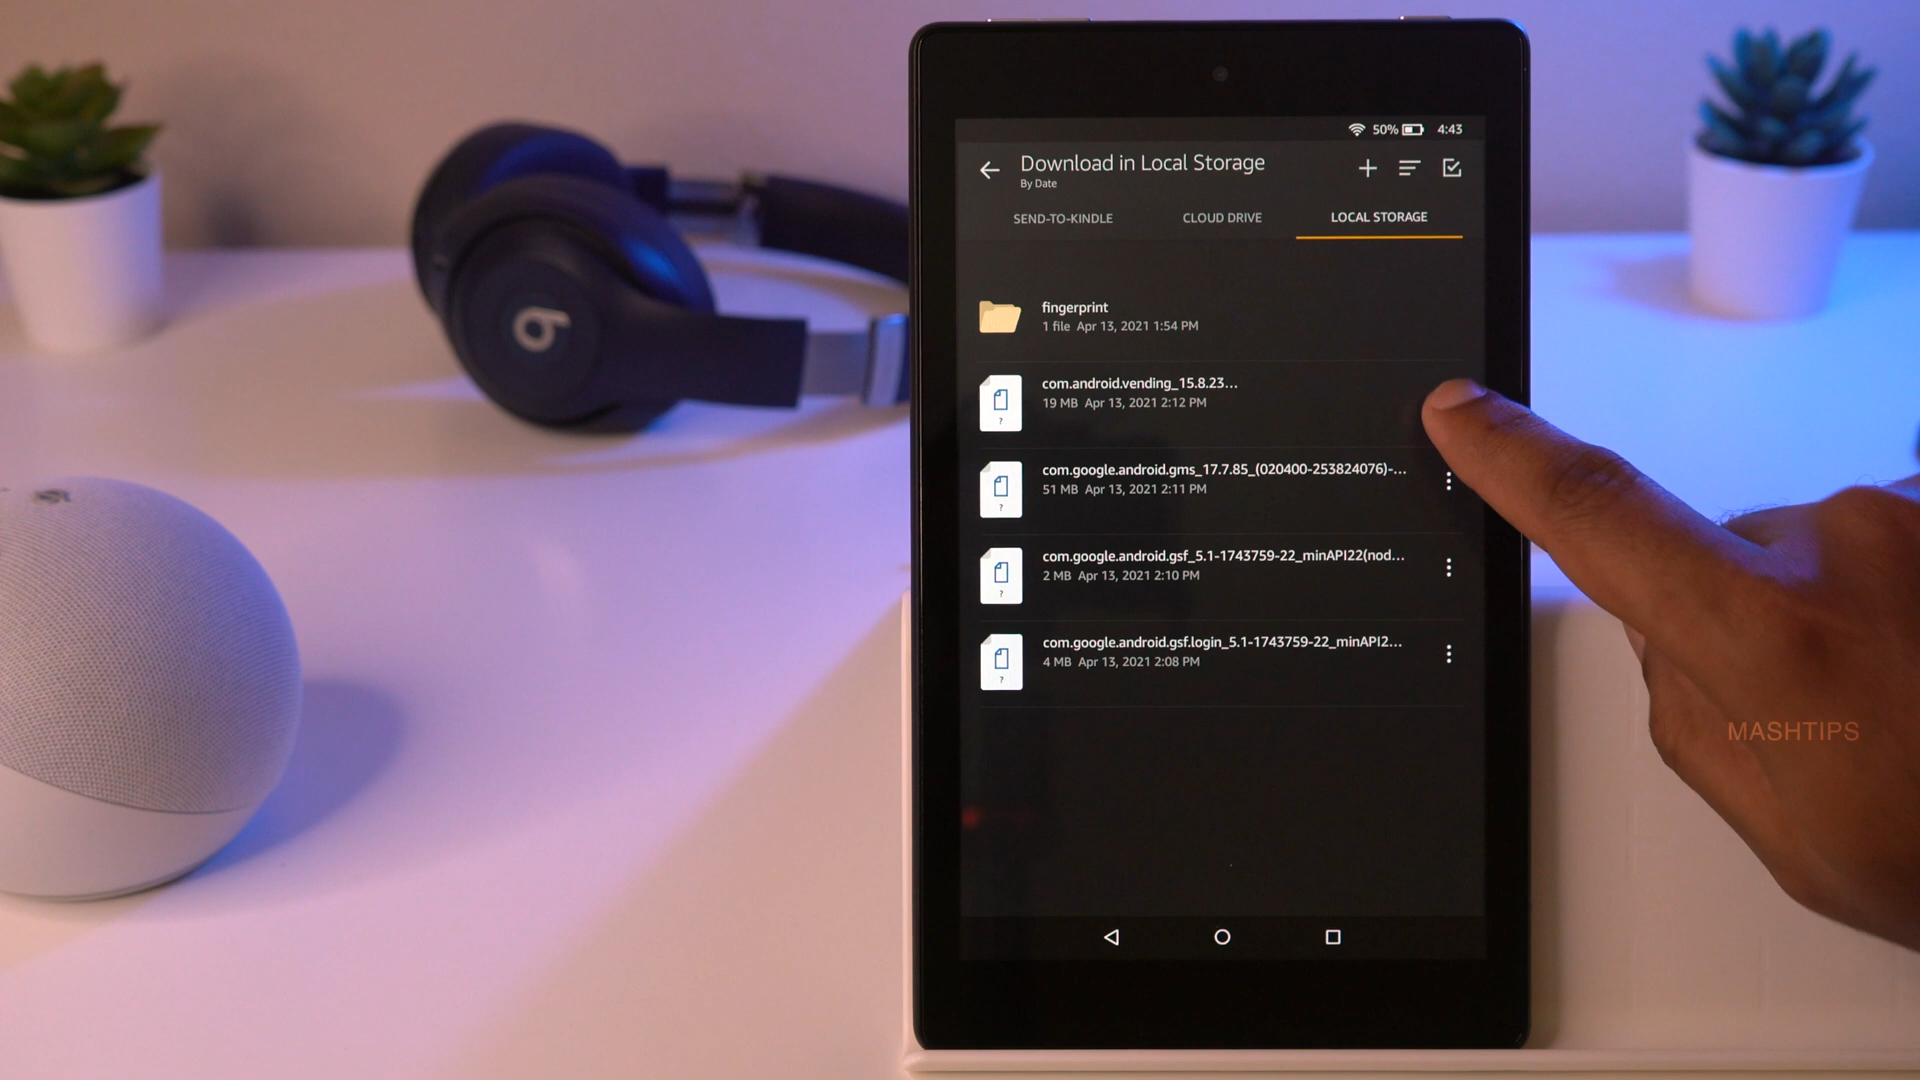 50% 4:43
Download in Local Storage
By Date
SEND-TO-KINDLE CLOUD DRIVE LOCAL STORAGE
fingerprint
1 file Apr 13, 2021 1:54 PM
com.android.vending_15.8.23...
19 MB Apr 13, 2021 2:12 PM
?
com.google.android.gms_17.7.85_(020400-253824076)-...
51 MB Apr 13, 2021 2:11 PM
?
com.google.android.gsf_5.1-1743759-22_minAPI22(nod...
2 MB Apr 13, 2021 2:10 PM
?
com.google.android.gsf.login_5.1-1743759-22_minAPI2...
4 MB Apr 13, 2021 2:08 PM
?
MASHTIPS
b